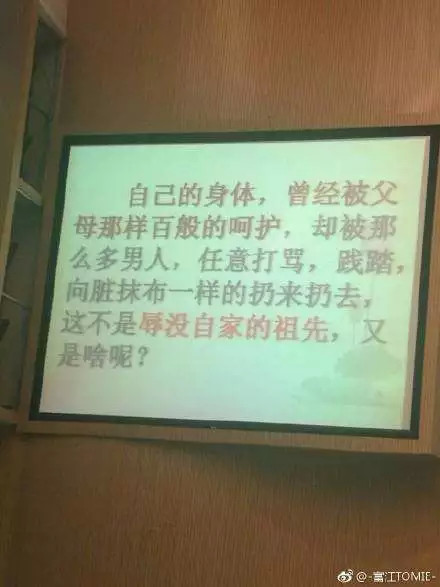 自己的身体，曾经被父
母那样百般的呵护，却被那
么多男人，任意打骂，践踏，
向脏抹布一样的扔来扔去，
这不是辱没自家的祖先，又
是啥呢？
@-富江TOMIE-